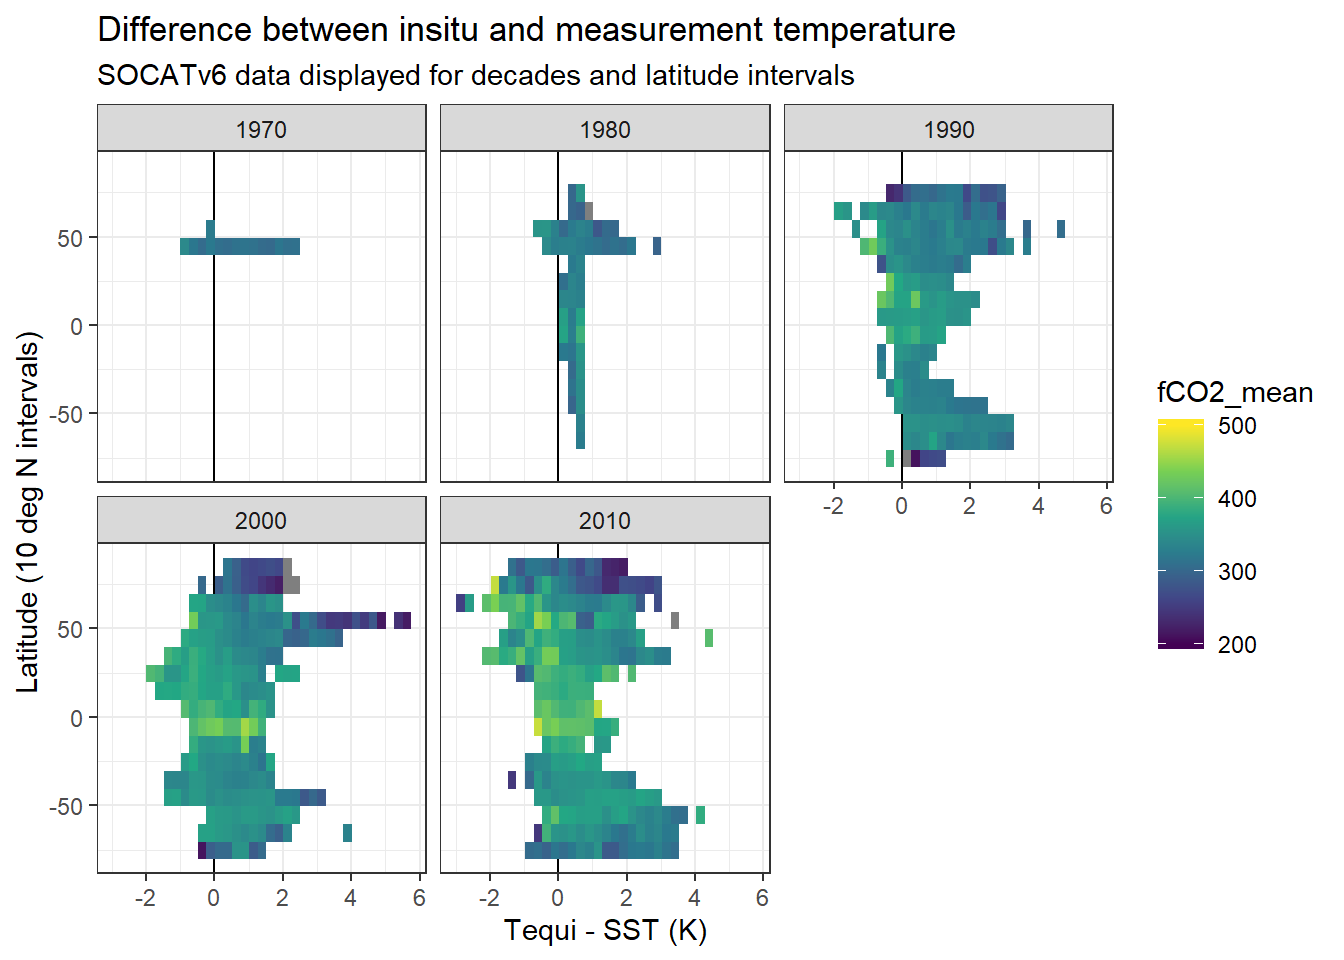 Difference between insitu and measurement temperature
SOCATv6 data displayed for decades and latitude intervals
1970
1980
1990
50
0
-50
-2 0 2 4 6
2000
2010
50
0
-50
-2 0 2 4 6
-2 0 2 4 6
Latitude (10 deg N intervals)
Tequi - SST (K)
fCO2_mean
500
400
300
200